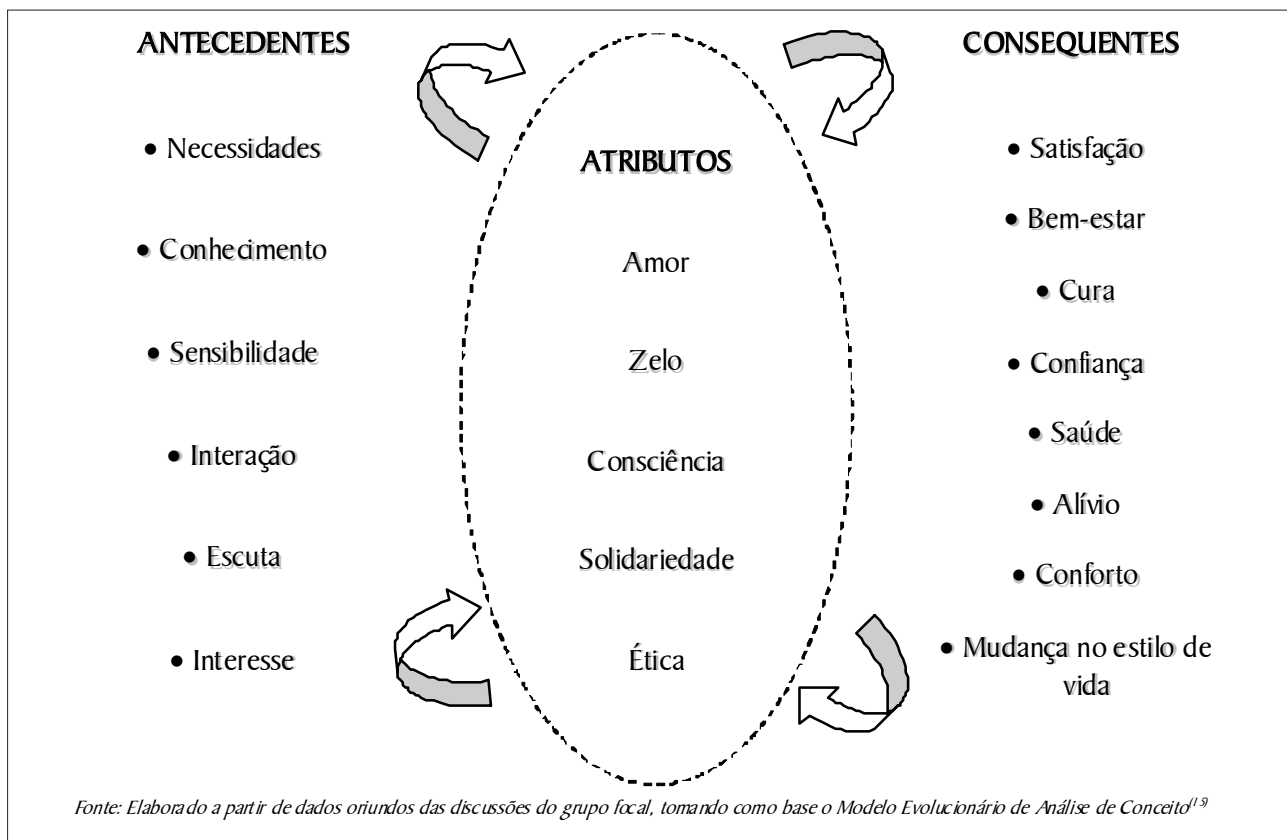 ANTECEDENTES
• Necessidades
• Conhecimento
• Sensibilidade
• Interação
• Escuta
• Interesse
ATRIBUTOS
Amor
Zelo
Consciência
Solidariedade
Ética
CONSEQUENTES
• Satisfação
• Bem-estar
• Cura
• Confiança
• Saúde
• Alívio
• Conforto
• Mudança no estilo de
vida
Fonte: Elaborado a partir de dados oriundos das discussões do grupo focal, tomando como base o Modelo Evolucionário de Análise de Conceito(15)